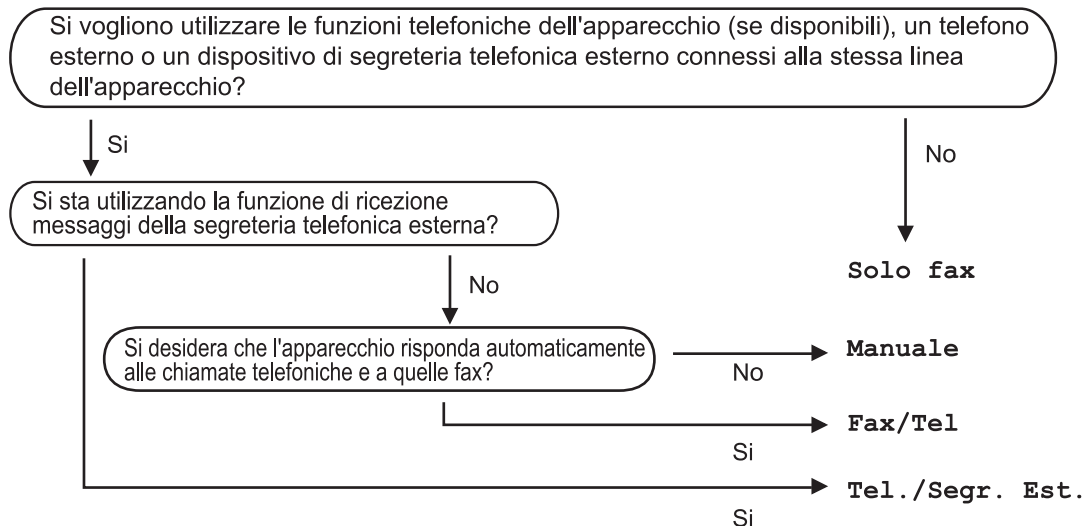 Si vogliono utilizzare le funzioni telefoniche dell'apparecchio (se disponibili), un telefono
esterno o un dispositivo di segreteria telefonica esterno connessi alla stessa linea
dell'apparecchio?
Si
No
Si sta utilizzando la funzione di ricezione
messaggi della segreteria telefonica esterna?
Solo fax
No
Si desidera che l'apparecchio risponda automaticamente
alle chiamate telefoniche e a quelle fax?
No
Manuale
Si
Fax/Tel
Si
Tel./Segr. Est.